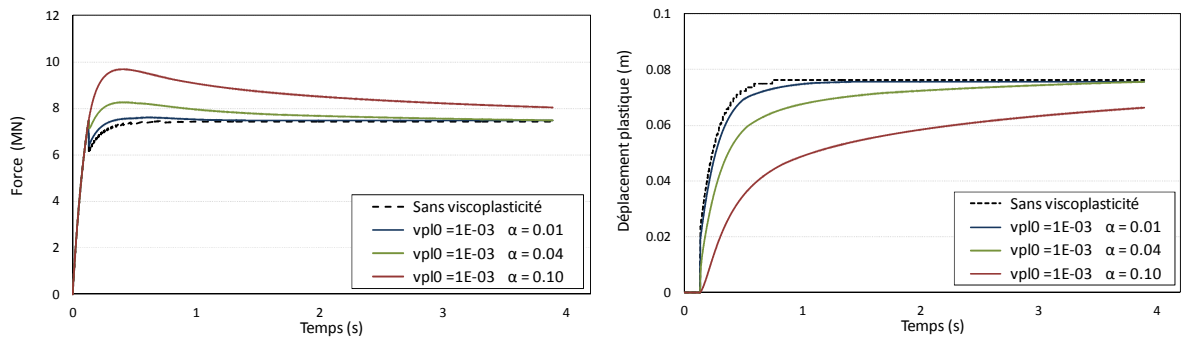 12
10
8
6
4
2
0
Force (MN)
Sans viscoplasticité
vpl0 =1E-03 α = 0.01
vpl0 =1E-03 α = 0.04
vpl0 =1E-03 α = 0.10
0 1 2 3 4
Temps (s)
0.1
0.08
0.06
0.04
0.02
0
Déplacement plastique (m)
Sans viscoplasticité
vpl0 =1E-03 α = 0.01
vpl0 =1E-03 α = 0.04
vpl0 =1E-03 α = 0.10
0 1 2 3 4
Temps (s)